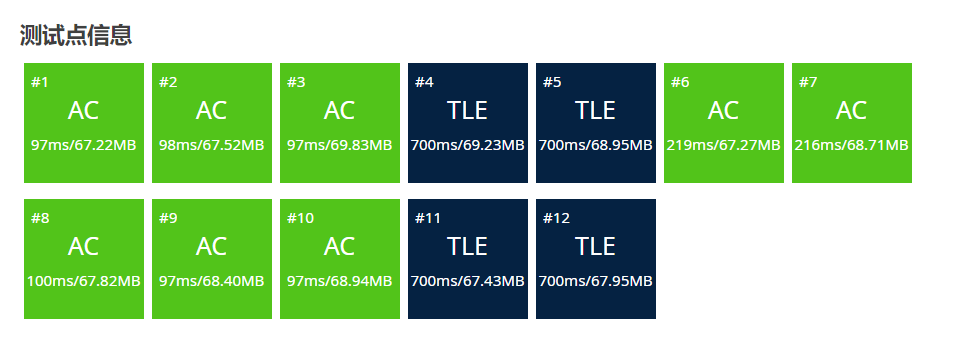 测试点信息
#1 #2 #3 #4 #5 #6 #7
AC AC AC TLE TLE AC AC
97ms/67.22MB 98ms/67.52MB 97ms/69.83MB 700ms/69.23MB 700ms/68.95MB 219ms/67.27MB 216ms/68.71MB
#8 #9 #10 #11 #12
AC AC AC TLE TLE
100ms/67.82MB 97ms/68.40MB 97ms/68.94MB 700ms/67.43MB 700ms/67.95MB